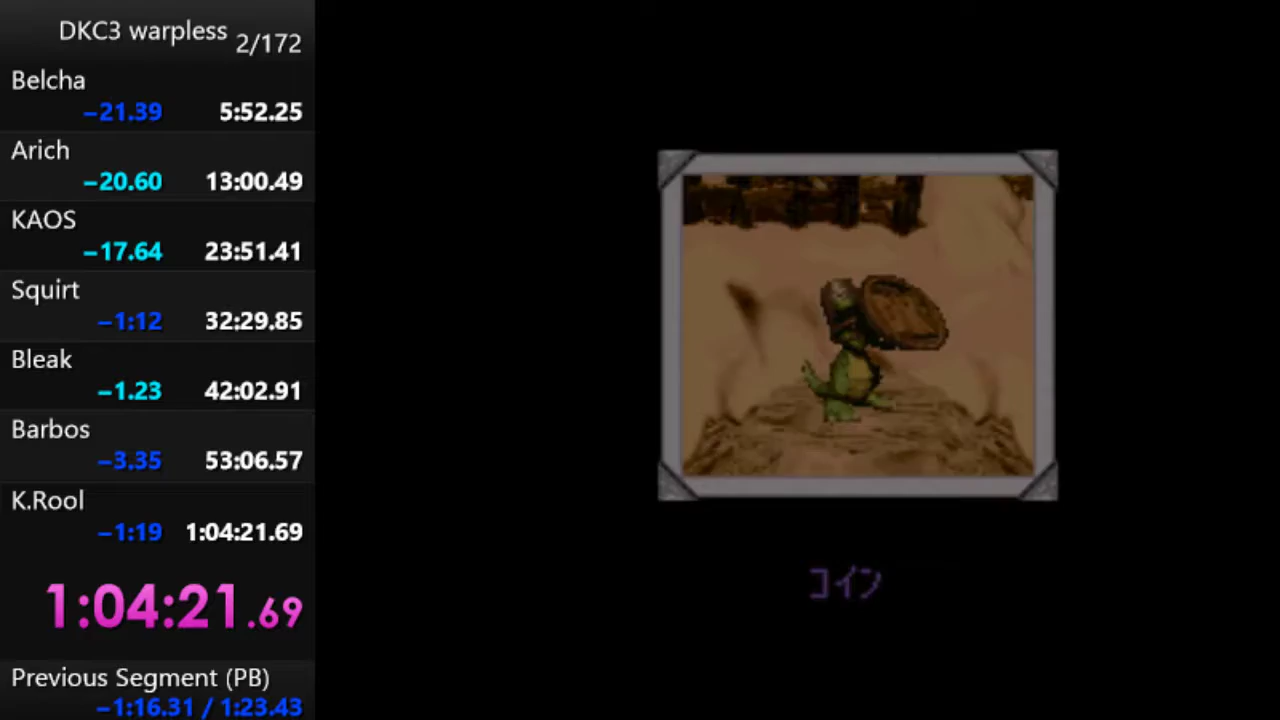 DKC3 warpless 2/172
Belcha
−21.39 5:52.25
Arich
−20.60 13:00.49
KAOS
−17.64 23:51.41
Squirt
−1:12 32:29.85
Bleak
−1.23 42:02.91
Barbos
−3.35 53:06.57
K.Rool
−1:19 1:04:21.69
1:04:21.69
Previous Segment (PB)
−1:16.31 / 1:23.43
コイン